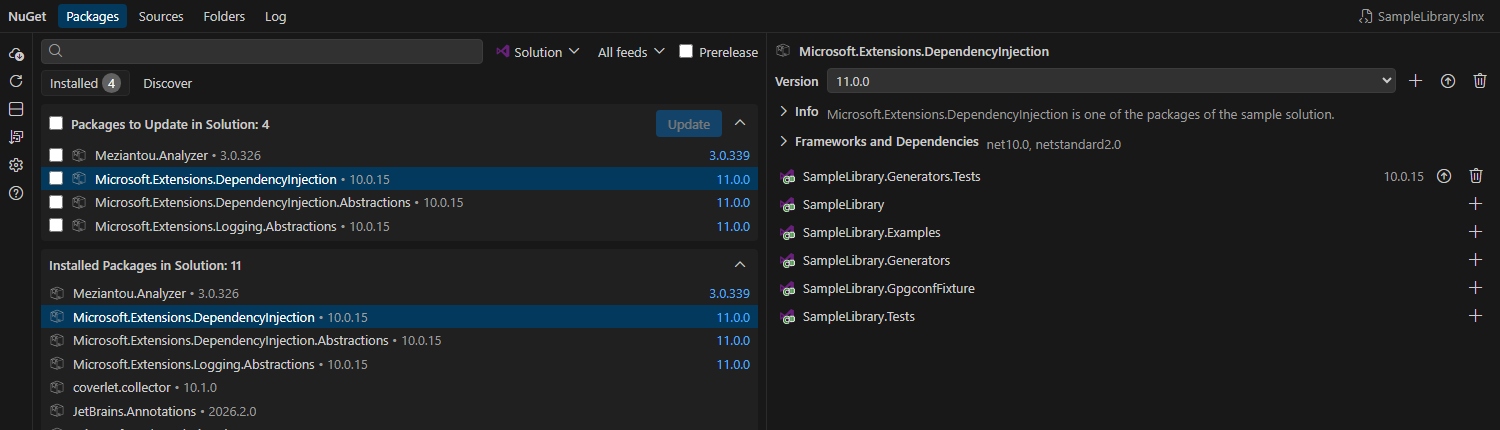 NuGet Packages Sources Folders Log SampleLibrary.slnx
Solution All feeds Prerelease
Installed 4 Discover
Packages to Update in Solution: 4 Update
Meziantou.Analyzer • 3.0.326 3.0.339
Microsoft.Extensions.DependencyInjection • 10.0.15 11.0.0
Microsoft.Extensions.DependencyInjection.Abstractions • 10.0.15 11.0.0
Microsoft.Extensions.Logging.Abstractions • 10.0.15 11.0.0
Installed Packages in Solution: 11
Meziantou.Analyzer • 3.0.326 3.0.339
Microsoft.Extensions.DependencyInjection • 10.0.15 11.0.0
Microsoft.Extensions.DependencyInjection.Abstractions • 10.0.15 11.0.0
Microsoft.Extensions.Logging.Abstractions • 10.0.15 11.0.0
coverlet.collector • 10.1.0
JetBrains.Annotations • 2026.2.0
Microsoft.Extensions.DependencyInjection
Version 11.0.0
Info Microsoft.Extensions.DependencyInjection is one of the packages of the sample solution.
Frameworks and Dependencies net10.0, netstandard2.0
SampleLibrary.Generators.Tests 10.0.15
SampleLibrary
SampleLibrary.Examples
SampleLibrary.Generators
SampleLibrary.GpgconfFixture
SampleLibrary.Tests